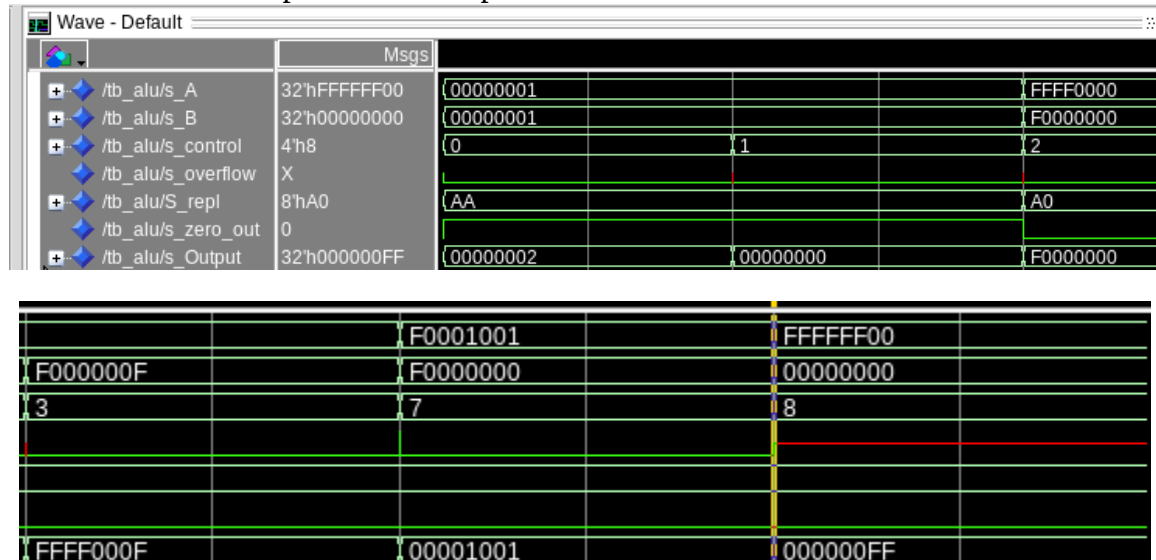 Wave - Default
Msgs
/tb_alu/s_A 32'hFFFFFF00 00000001 FFFF0000
/tb_alu/s_B 32'h00000000 00000001 F0000000
/tb_alu/s_control 4'h8 0 1 2
/tb_alu/s_overflow X
/tb_alu/S_repl 8'hA0 AA A0
/tb_alu/s_zero_out 0
/tb_alu/s_Output 32'h000000FF 00000002 00000000 F0000000
F0001001 FFFFFF00
F000000F F0000000 00000000
3 7 8
FFFF000F 00001001 000000FF